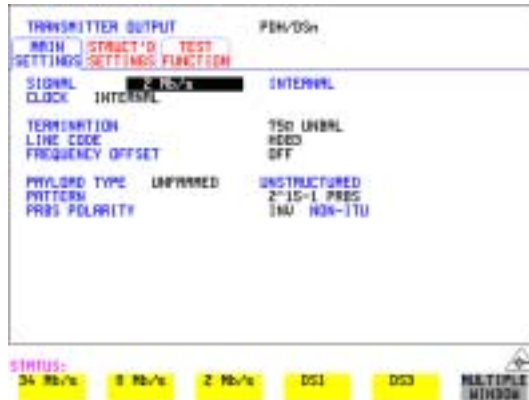 TRANSMITTER OUTPUT PDH/DSn
MAIN SETTINGS STRUCT'D SETTINGS TEST FUNCTION
SIGNAL 2 Mb/s INTERNAL
CLOCK INTERNAL
TERMINATION 75Ω UNBAL
LINE CODE HDB3
FREQUENCY OFFSET OFF
PAYLOAD TYPE UNFRAMED UNSTRUCTURED
PATTERN 2^15-1 PRBS
PRBS POLARITY INV NON-ITU
STATUS:
34 Mb/s 8 Mb/s 2 Mb/s DS1 DS3 MULTIPLE WINDOW